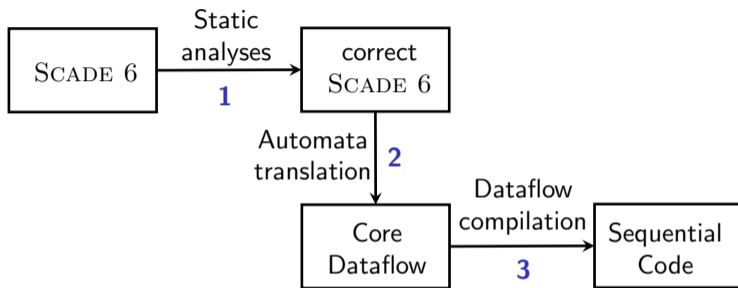 Static
analyses
SCADE 6
1
correct
SCADE 6
Automata
translation
2
Dataflow
compilation
3
Core
Dataflow
Sequential
Code